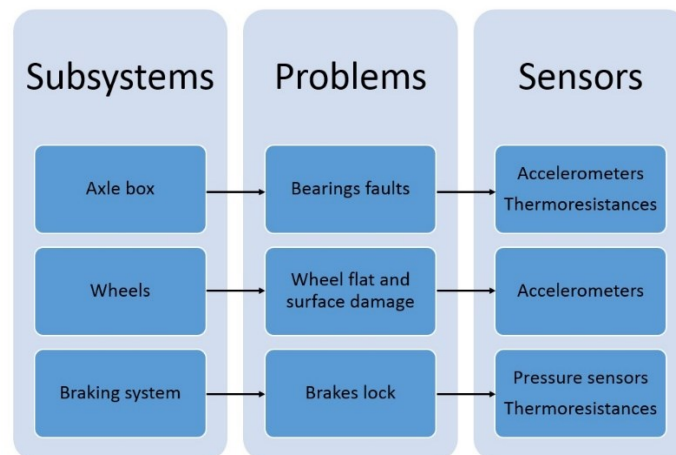 Subsystems
Problems
Sensors
Axle box
Bearings faults
Accelerometers
Thermoresistances
Wheels
Wheel flat and
surface damage
Accelerometers
Braking system
Brakes lock
Pressure sensors
Thermoresistances